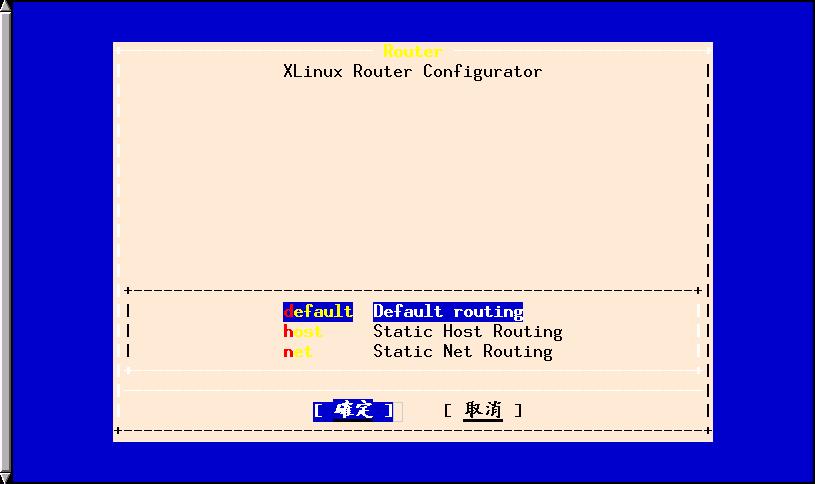 Router
XLinux Router Configurator
default Default routing
host Static Host Routing
net Static Net Routing
[ 確定 ] [ 取消 ]